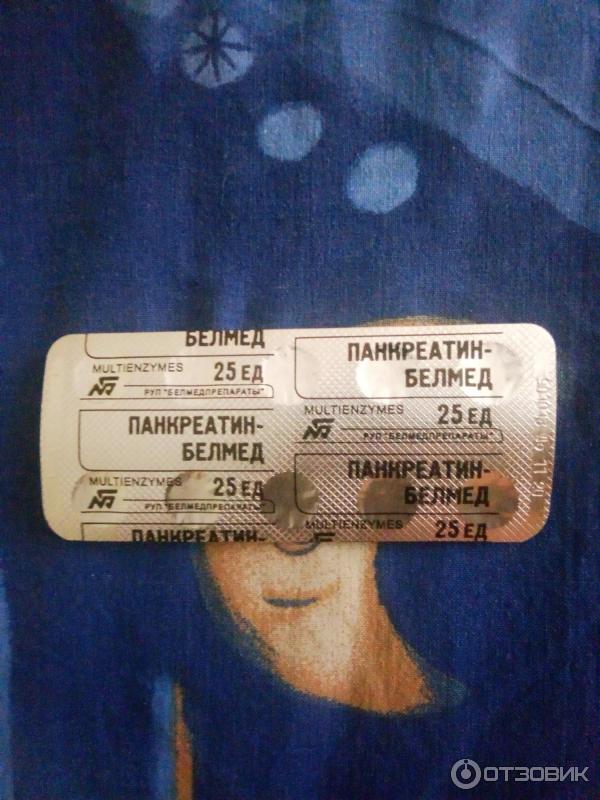 БЕЛМЕД
MULTIENZYMES 25 ЕД
РУП "БЕЛМЕДПРЕПАРАТЫ"
ПАНКРЕАТИН-
БЕЛМЕД
MULTIENZYMES 25 ЕД
РУП "БЕЛМЕДПРЕПАРАТЫ"
ПАНКРЕАТИН-
ПАНКРЕАТИН-
БЕЛМЕД
MULTIENZYMES 25 ЕД
РУП "БЕЛМЕДПРЕПАРАТЫ"
ПАНКРЕАТИН-
БЕЛМЕД
MULTIENZYMES 25 ЕД
ОТЗОВИК